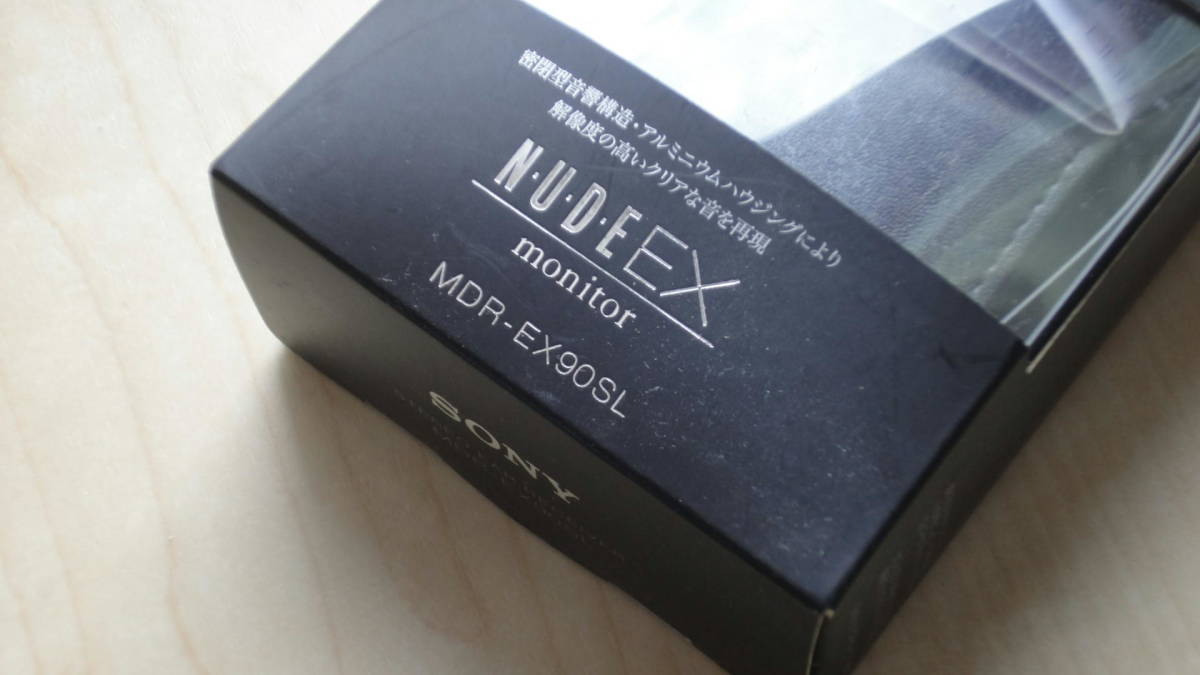 密閉型音響構造・アルミニウムハウジングにより
解像度の高いクリアな音を再現
N·U·D·E EX
monitor
MDR-EX90SL
SONY